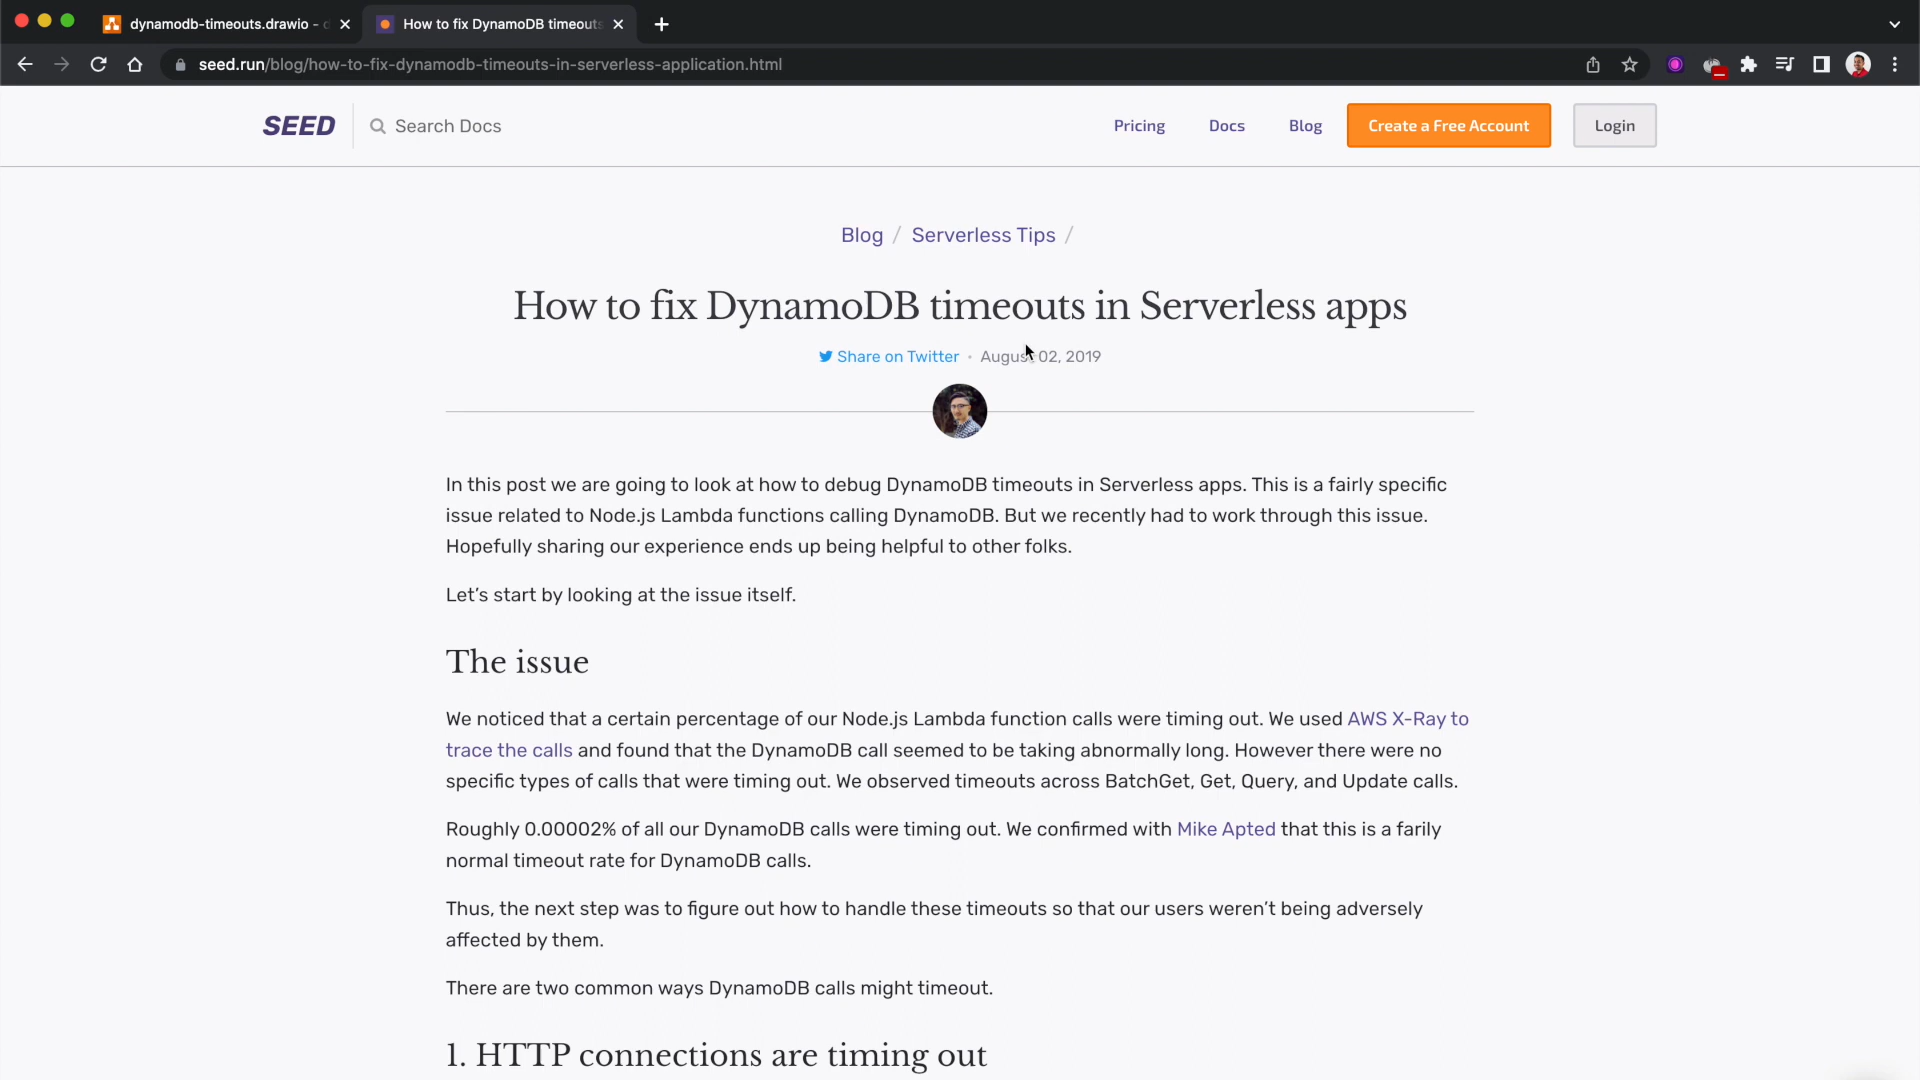 dynamodb-timeouts.drawio -
How to fix DynamoDB timeouts
seed.run/blog/how-to-fix-dynamodb-timeouts-in-serverless-application.html
SEED
Search Docs
Pricing
Docs
Blog
Create a Free Account
Login
Blog / Serverless Tips /
How to fix DynamoDB timeouts in Serverless apps
Share on Twitter • August 02, 2019
In this post we are going to look at how to debug DynamoDB timeouts in Serverless apps. This is a fairly specific
issue related to Node.js Lambda functions calling DynamoDB. But we recently had to work through this issue.
Hopefully sharing our experience ends up being helpful to other folks.
Let’s start by looking at the issue itself.
The issue
We noticed that a certain percentage of our Node.js Lambda function calls were timing out. We used AWS X-Ray to
trace the calls and found that the DynamoDB call seemed to be taking abnormally long. However there were no
specific types of calls that were timing out. We observed timeouts across BatchGet, Get, Query, and Update calls.
Roughly 0.00002% of all our DynamoDB calls were timing out. We confirmed with Mike Apted that this is a farily
normal timeout rate for DynamoDB calls.
Thus, the next step was to figure out how to handle these timeouts so that our users weren’t being adversely
affected by them.
There are two common ways DynamoDB calls might timeout.
1. HTTP connections are timing out